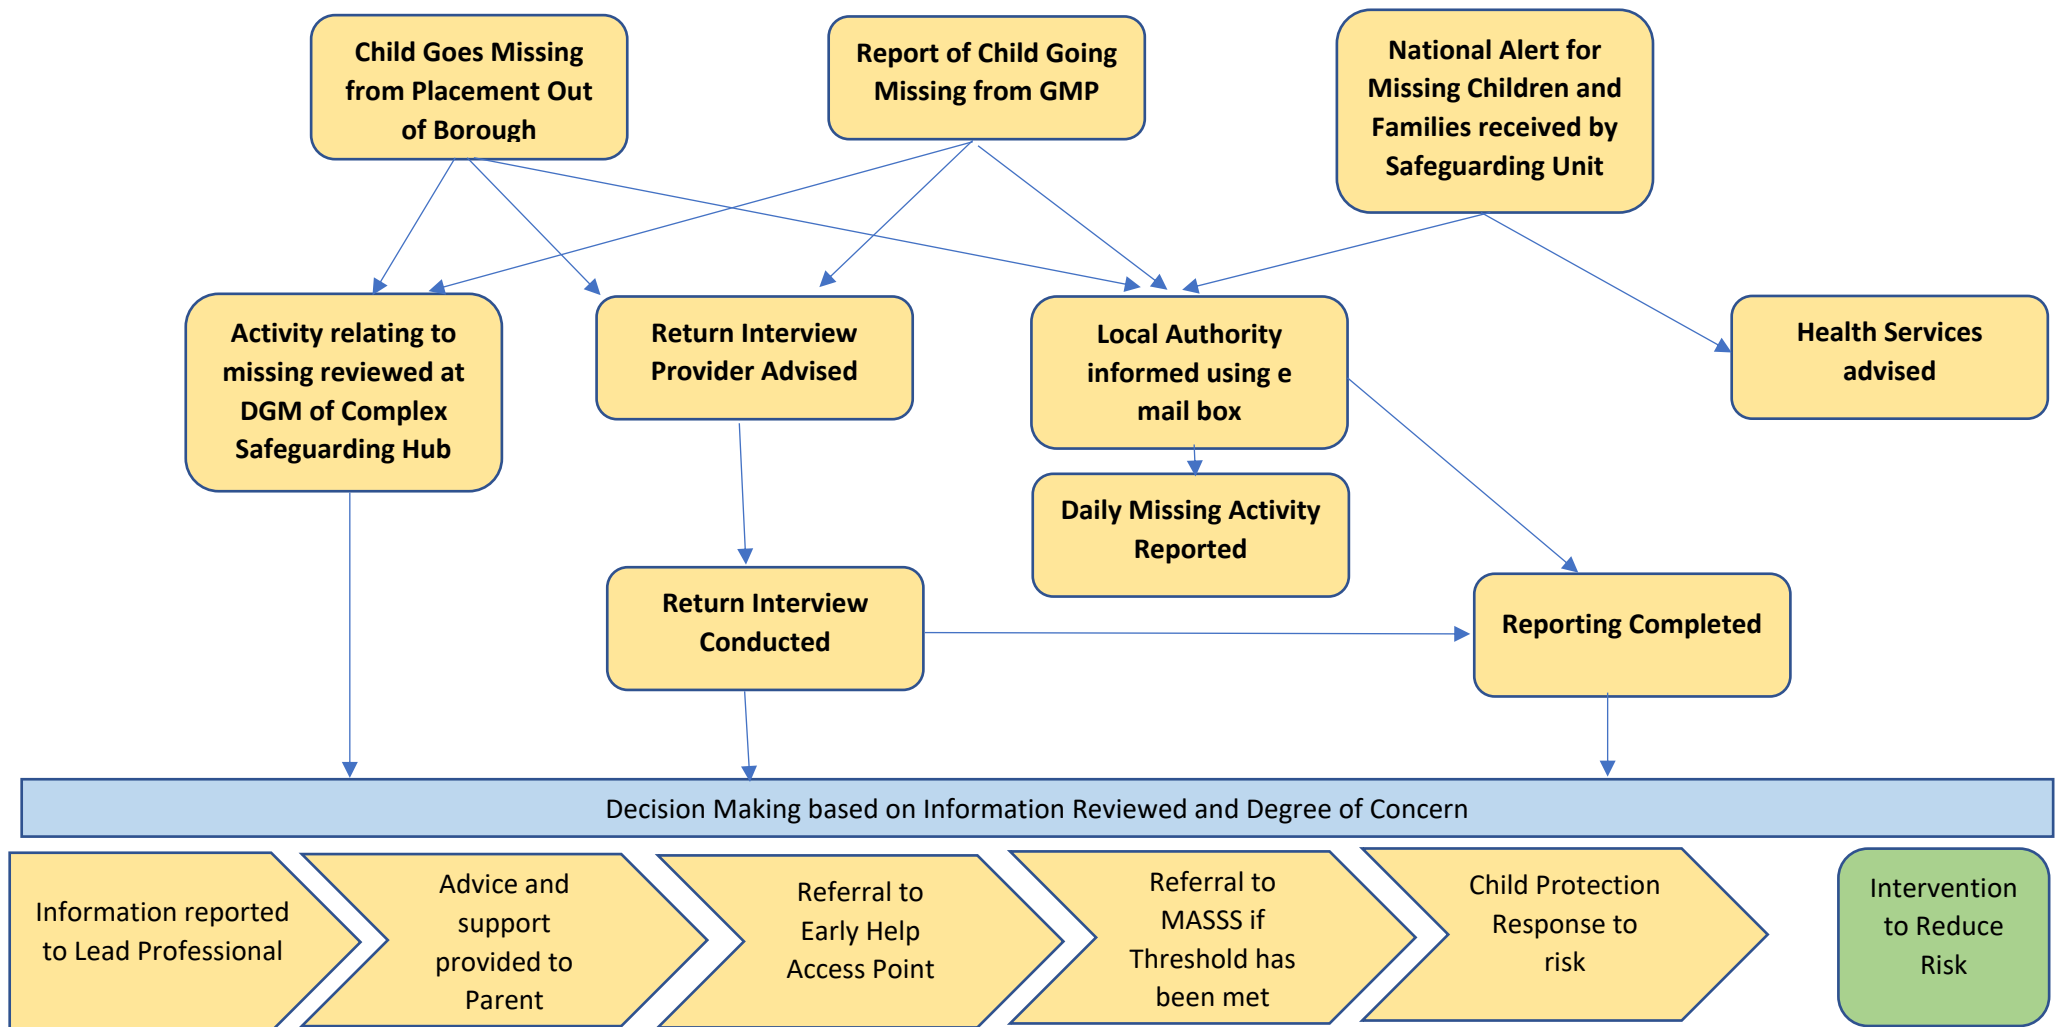 Child Goes Missing
from Placement Out
of Borough
Report of Child Going
Missing from GMP
National Alert for
Missing Children and
Families received by
Safeguarding Unit
Activity relating to
missing reviewed at
DGM of Complex
Safeguarding Hub
Return Interview
Provider Advised
Local Authority
informed using e
mail box
Health Services
advised
Daily Missing Activity
Reported
Return Interview
Conducted
Reporting Completed
Decision Making based on Information Reviewed and Degree of Concern
Information reported
to Lead Professional
Advice and
support
provided to
Parent
Referral to
Early Help
Access Point
Referral to
MASSS if
Threshold has
been met
Child Protection
Response to
risk
Intervention
to Reduce
Risk